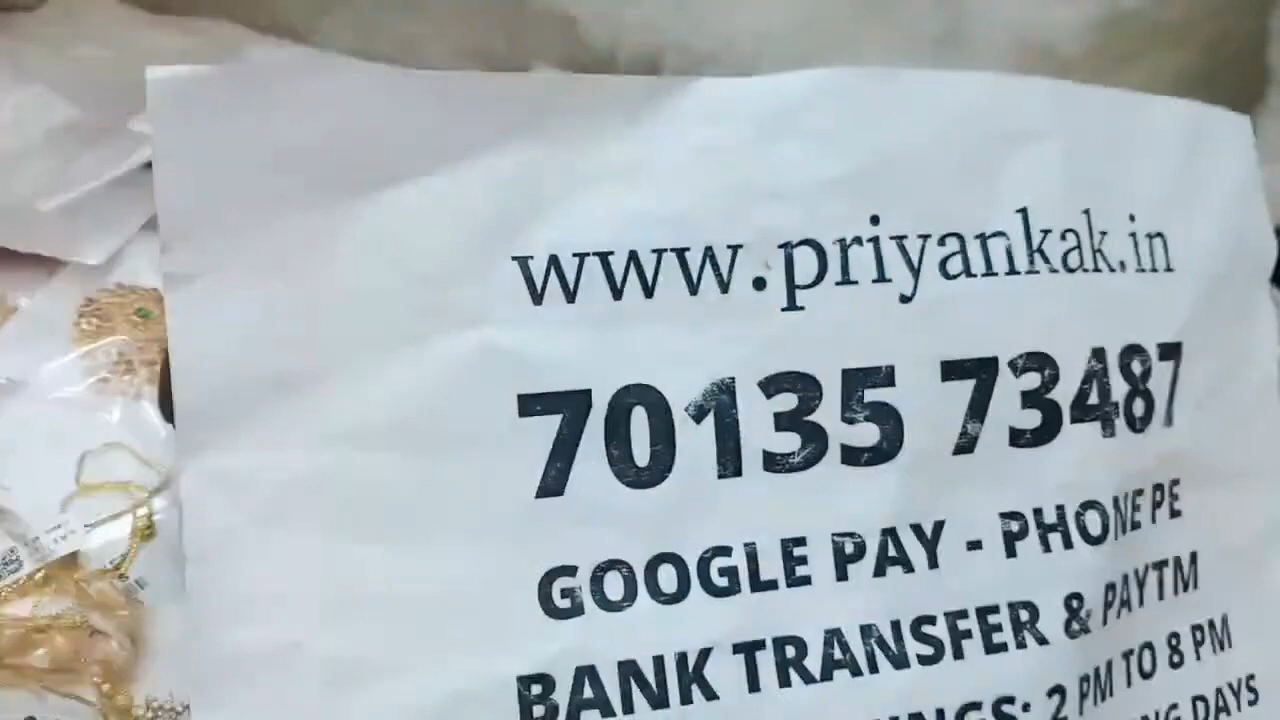 www.priyankak.in
70135 73487
GOOGLE PAY - PHONE PE
BANK TRANSFER & PAYTM
2 PM TO 8 PM
DAYS